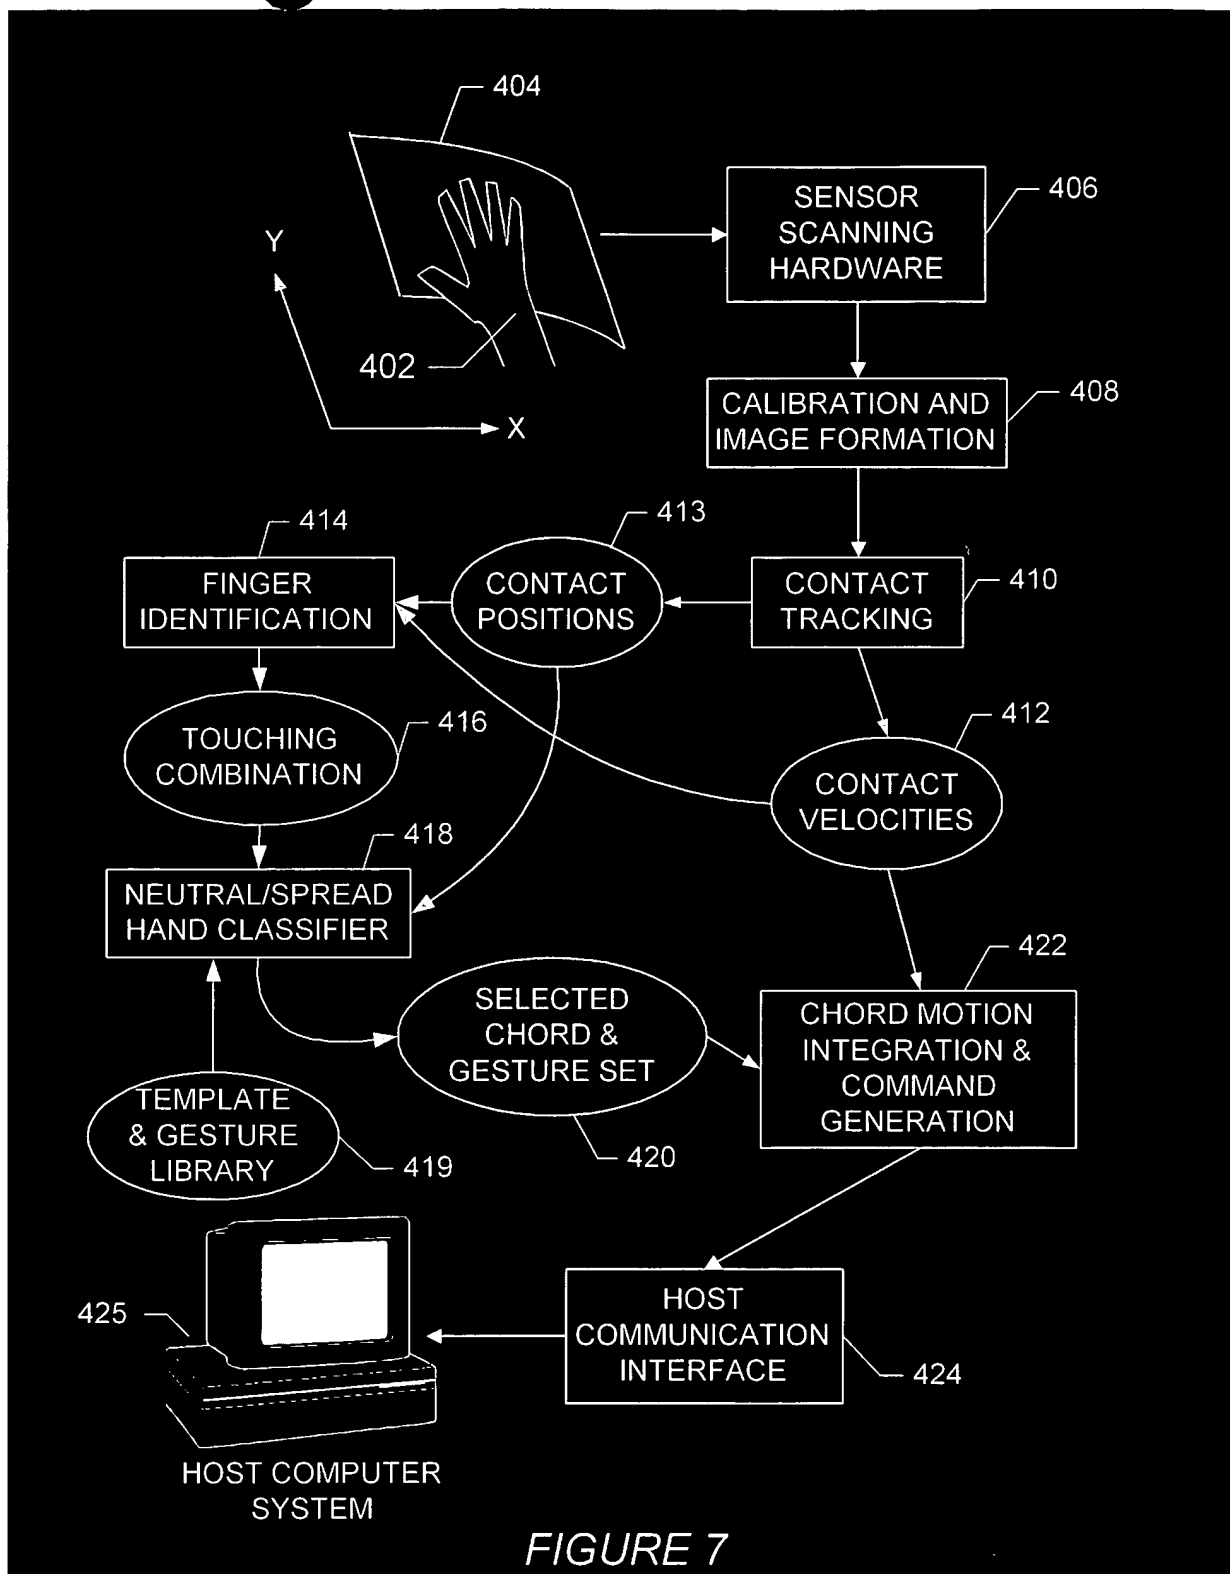 404
SENSOR
SCANNING
HARDWARE
406
Y
402
X
CALIBRATION AND
IMAGE FORMATION
408
414
FINGER
IDENTIFICATION
413
CONTACT
POSITIONS
CONTACT
TRACKING
410
TOUCHING
COMBINATION
416
412
CONTACT
VELOCITIES
418
NEUTRAL/SPREAD
HAND CLASSIFIER
422
SELECTED
CHORD &
GESTURE SET
420
CHORD MOTION
INTEGRATION &
COMMAND
GENERATION
TEMPLATE
& GESTURE
LIBRARY
419
425
HOST
COMMUNICATION
INTERFACE
424
HOST COMPUTER
SYSTEM
FIGURE 7